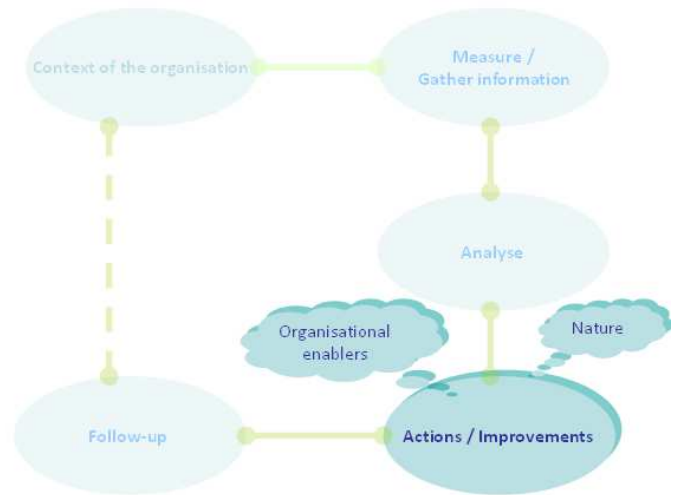 Context of the organisation
Measure /
Gather information
Analyse
Organisational
enablers
Nature
Follow-up
Actions / Improvements